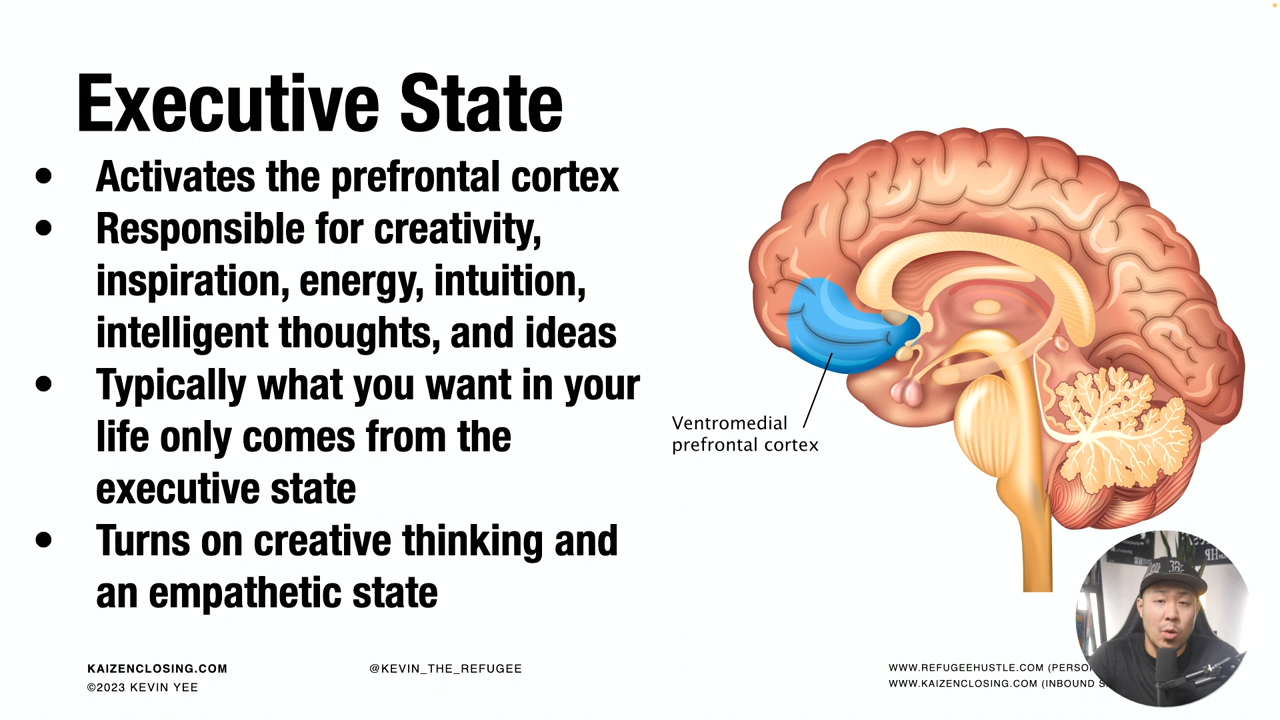 Executive State
• Activates the prefrontal cortex
• Responsible for creativity,
inspiration, energy, intuition,
intelligent thoughts, and ideas
• Typically what you want in your
life only comes from the
executive state
• Turns on creative thinking and
an empathetic state
Ventromedial
prefrontal cortex
KAIZENCLOSING.COM
©2023 KEVIN YEE
@KEVIN_THE_REFUGEE
WWW.REFUGEEHUSTLE.COM
WWW.KAIZENCLOSING.COM (INBOUND